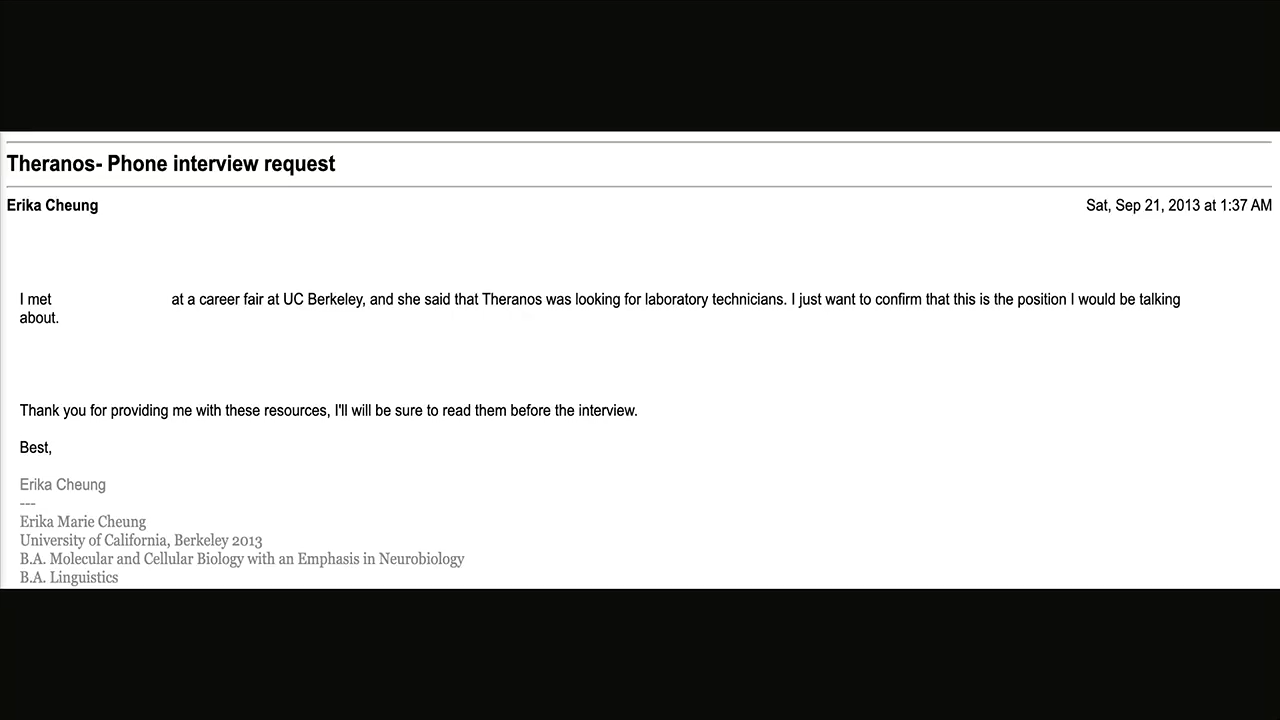 Theranos- Phone interview request
Erika Cheung Sat, Sep 21, 2013 at 1:37 AM
I met at a career fair at UC Berkeley, and she said that Theranos was looking for laboratory technicians. I just want to confirm that this is the position I would be talking
about.
Thank you for providing me with these resources, I'll will be sure to read them before the interview.
Best,
Erika Cheung
---
Erika Marie Cheung
University of California, Berkeley 2013
B.A. Molecular and Cellular Biology with an Emphasis in Neurobiology
B.A. Linguistics